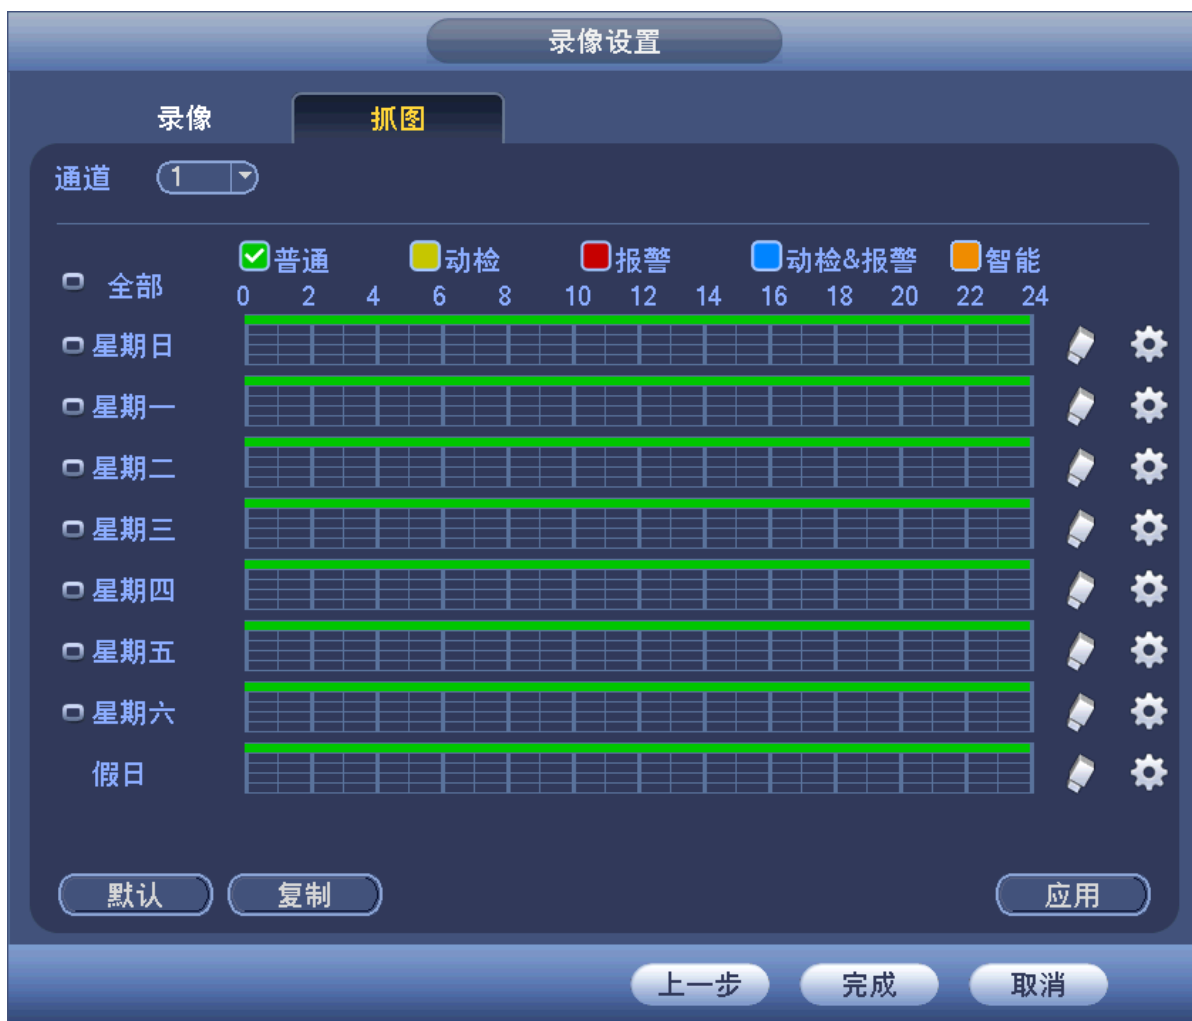 录像设置
录像 抓图
通道 1
普通 动检 报警 动检&报警 智能
全部
0 2 4 6 8 10 12 14 16 18 20 22 24
星期日
星期一
星期二
星期三
星期四
星期五
星期六
假日
默认 复制 应用
上一步 完成 取消